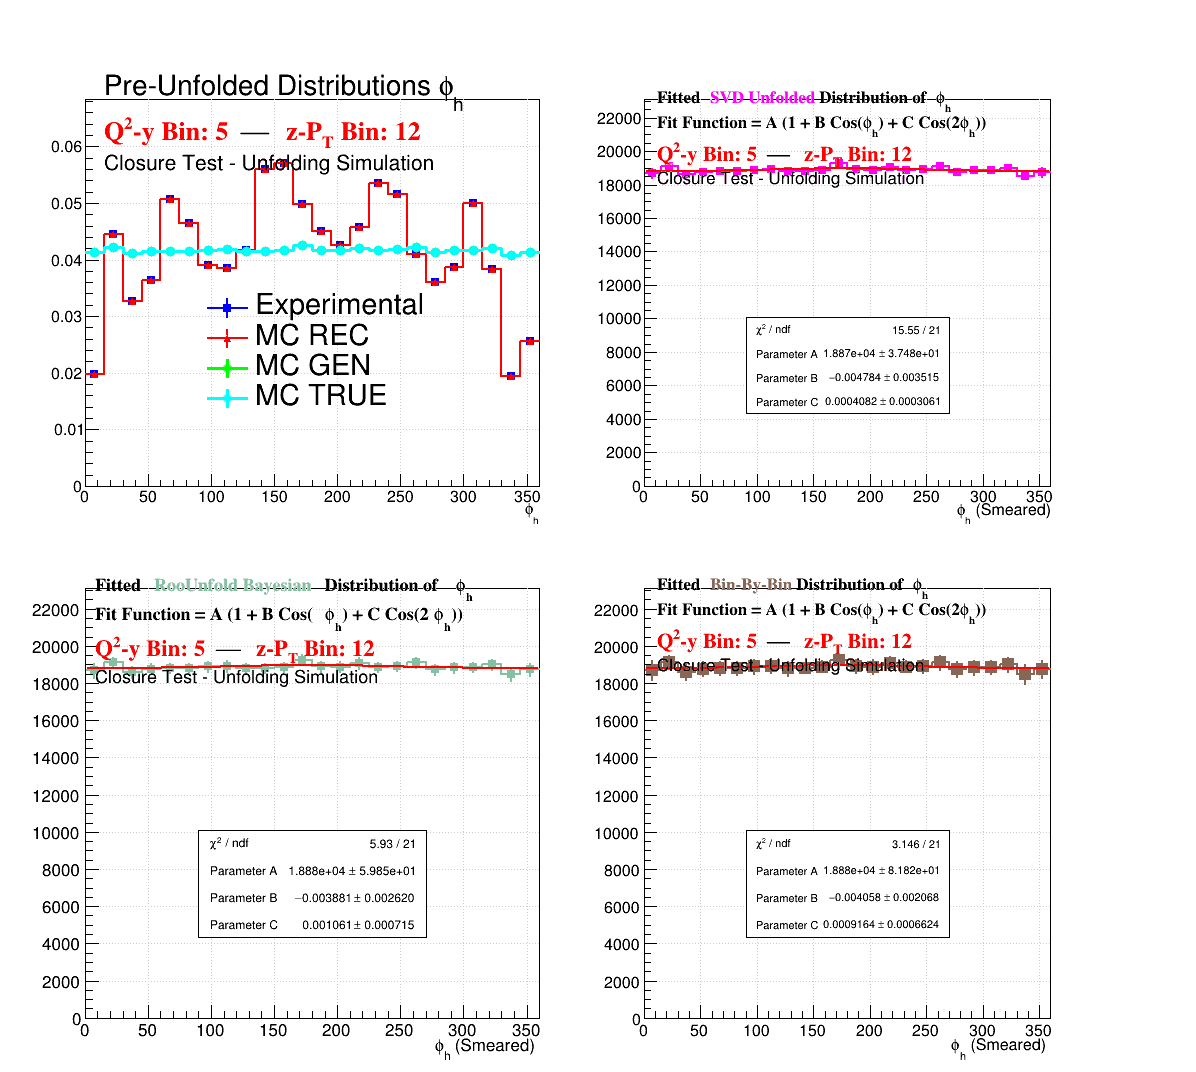 Pre-Unfolded Distributions ϕh
Q²-y Bin: 5 — z-PT Bin: 12
Closure Test - Unfolding Simulation
0.06
0.05
0.04
0.03
0.02
0.01
0
Experimental
MC REC
MC GEN
MC TRUE
0 50 100 150 200 250 300 350
ϕh
Fitted SVD Unfolded Distribution of ϕh
Fit Function = A (1 + B Cos(ϕh) + C Cos(2ϕh))
Q²-y Bin: 5 — z-PT Bin: 12
Closure Test - Unfolding Simulation
22000
20000
18000
16000
14000
12000
10000
8000
6000
4000
2000
0
χ² / ndf 15.55 / 21
Parameter A 1.887e+04 ± 3.748e+01
Parameter B −0.004784 ± 0.003515
Parameter C 0.0004082 ± 0.0003061
0 50 100 150 200 250 300 350
ϕh (Smeared)
Fitted RooUnfold Bayesian Distribution of ϕh
Fit Function = A (1 + B Cos( ϕh) + C Cos(2 ϕh))
Q²-y Bin: 5 — z-PT Bin: 12
Closure Test - Unfolding Simulation
22000
20000
18000
16000
14000
12000
10000
8000
6000
4000
2000
0
χ² / ndf 5.93 / 21
Parameter A 1.888e+04 ± 5.985e+01
Parameter B −0.003881 ± 0.002620
Parameter C 0.001061 ± 0.000715
0 50 100 150 200 250 300 350
ϕh (Smeared)
Fitted Bin-By-Bin Distribution of ϕh
Fit Function = A (1 + B Cos(ϕh) + C Cos(2ϕh))
Q²-y Bin: 5 — z-PT Bin: 12
Closure Test - Unfolding Simulation
22000
20000
18000
16000
14000
12000
10000
8000
6000
4000
2000
0
χ² / ndf 3.146 / 21
Parameter A 1.888e+04 ± 8.182e+01
Parameter B −0.004058 ± 0.002068
Parameter C 0.0009164 ± 0.0006624
0 50 100 150 200 250 300 350
ϕh (Smeared)